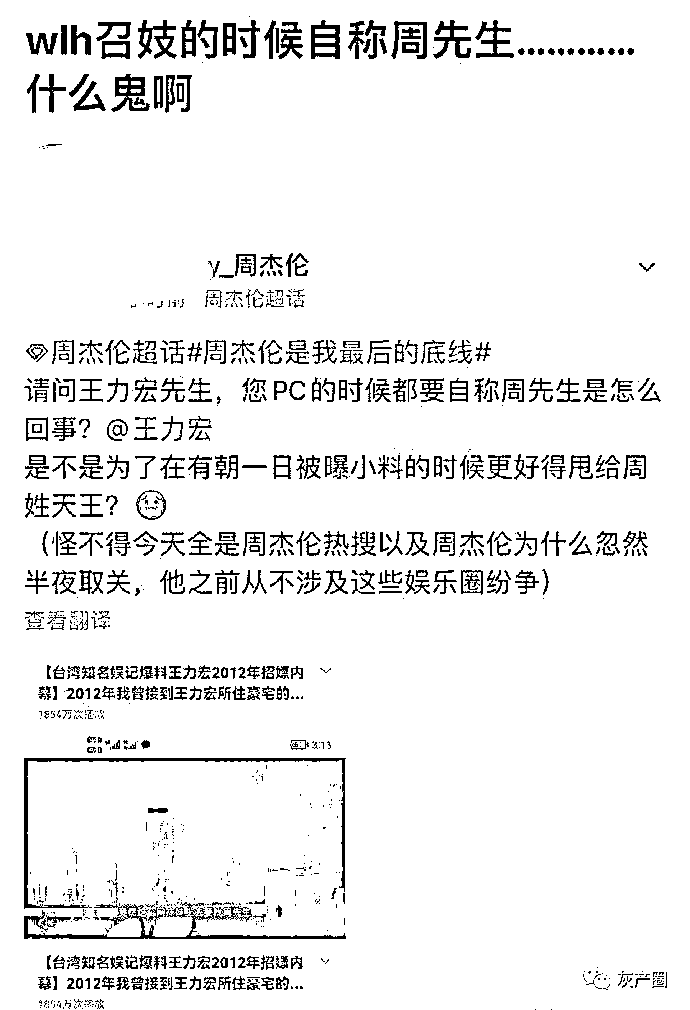 wlh召妓的时候自称周先生…………
什么鬼啊
y_周杰伦
周杰伦超话
周杰伦超话#周杰伦是我最后的底线#
请问王力宏先生，您PC的时候都要自称周先生是怎么
回事？@王力宏
是不是为了在有朝一日被曝小料的时候更好得甩给周
姓天王？
（怪不得今天全是周杰伦热搜以及周杰伦为什么忽然
半夜取关，他之前从不涉及这些娱乐圈纷争）
查看翻译
【台湾知名娱记爆料王力宏2012年招嫖内
幕】2012年我曾接到王力宏所住豪宅的...
1854万次播放
3:13
【台湾知名娱记爆料王力宏2012年招嫖内
幕】2012年我曾接到王力宏所住豪宅的...
1854万次播放
灰产圈